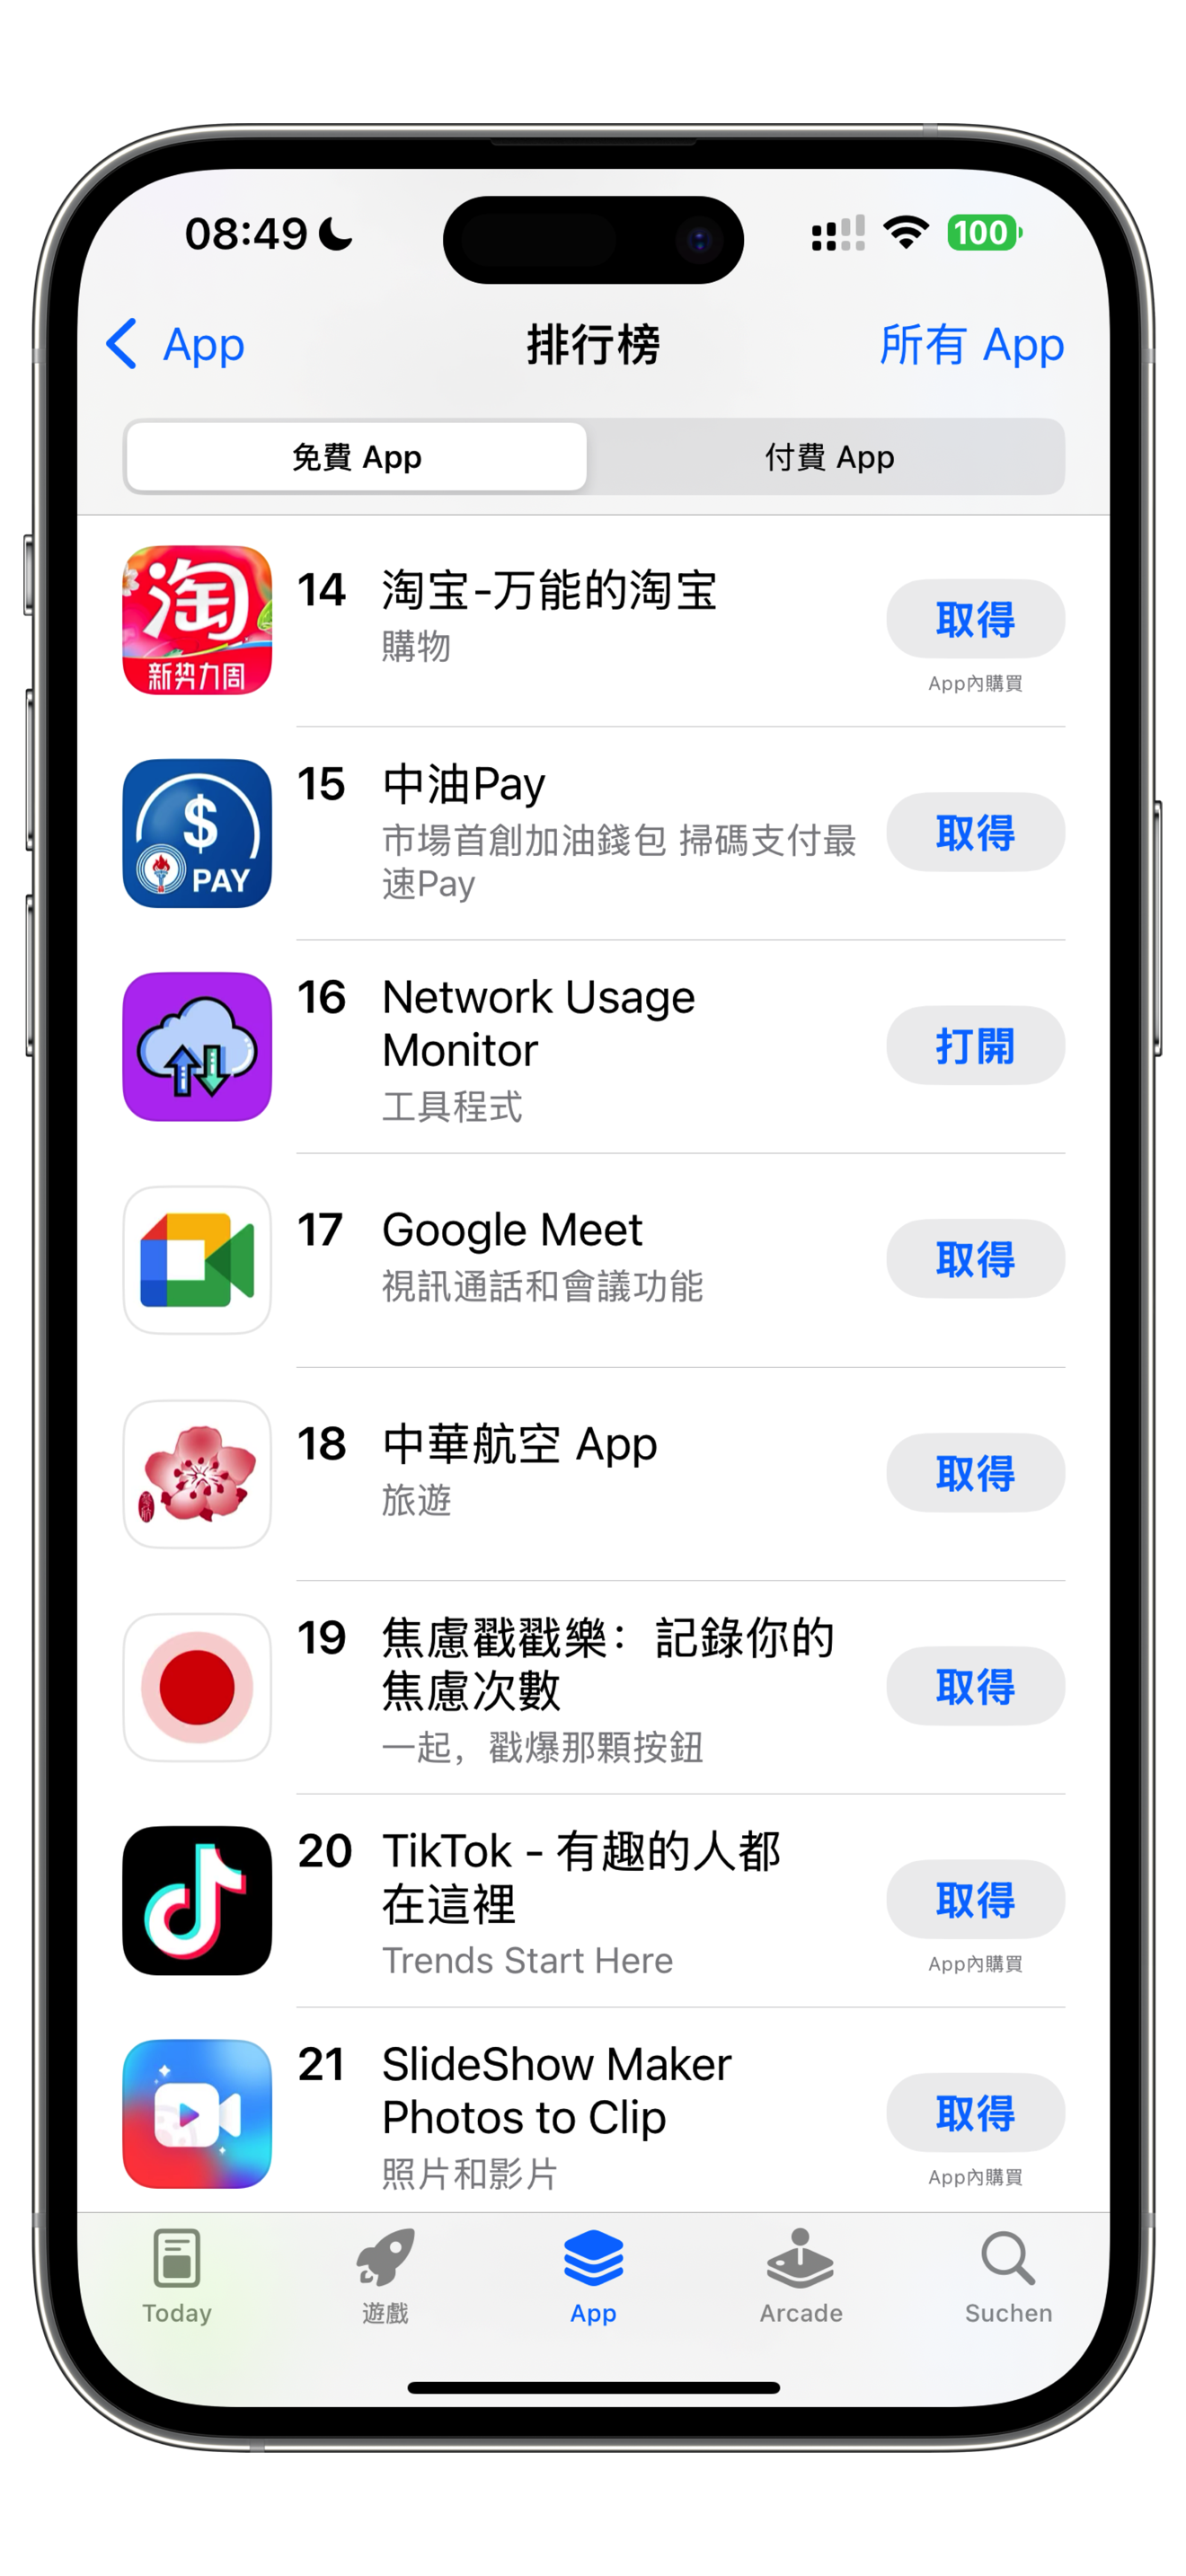 08:49
100
App
排行榜
所有 App
免費 App
付費 App
淘
新势力周
14
淘宝-万能的淘宝
購物
取得
App內購買
$
PAY
15
中油Pay
市場首創加油錢包 掃碼支付最
速Pay
取得
16
Network Usage
Monitor
工具程式
打開
17
Google Meet
視訊通話和會議功能
取得
18
中華航空 App
旅遊
取得
19
焦慮戳戳樂：記錄你的
焦慮次數
一起，戳爆那顆按鈕
取得
20
TikTok - 有趣的人都
在這裡
Trends Start Here
取得
App內購買
21
SlideShow Maker
Photos to Clip
照片和影片
取得
App內購買
Today
遊戲
App
Arcade
Suchen